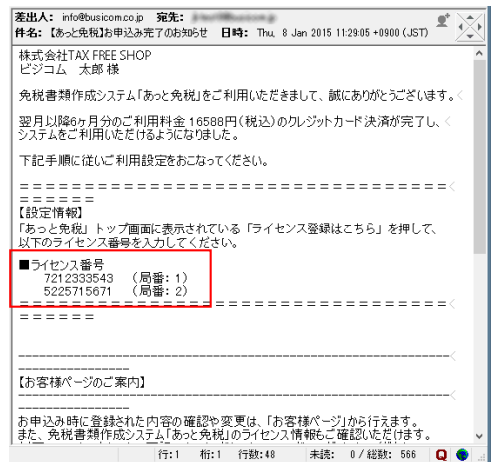 差出人： info@busicom.co.jp 宛先：
件名：【あっと免税】お申込み完了のお知らせ 日時： Thu, 8 Jan 2015 11:29:05 +0900 (JST)
株式会社TAX FREE SHOP
ビジコム 太郎 様
免税書類作成システム「あっと免税」をご利用いただきまして、誠にありがとうございます。
翌月以降6ヶ月分のご利用料金 16588円(税込)のクレジットカード決済が完了し、
システムをご利用いただけるようになりました。
下記手順に従いご利用設定をおこなってください。
＝＝＝＝＝＝＝＝＝＝＝＝＝＝＝＝＝＝＝＝＝＝＝＝＝＝＝＝＝＝＝＝
＝＝＝＝＝＝
【設定情報】
「あっと免税」トップ画面に表示されている「ライセンス登録はこちら」を押して、
以下のライセンス番号を入力してください。
■ライセンス番号
7212333543 （局番：1）
5225715671 （局番：2）
＝＝＝＝＝＝＝＝＝＝＝＝＝＝＝＝＝＝＝＝＝＝＝＝＝＝＝＝＝＝＝＝
＝＝＝＝＝＝
----------------------------------------------------------------
----------------
【お客様ページのご案内】
----------------------------------------------------------------
----------------
お申込み時に登録された内容の確認や変更は、「お客様ページ」から行えます。
また、免税書類作成システム「あっと免税」のライセンス情報もご確認いただけます。
行:1 桁:1 行数:48 未読: 0/総数: 566